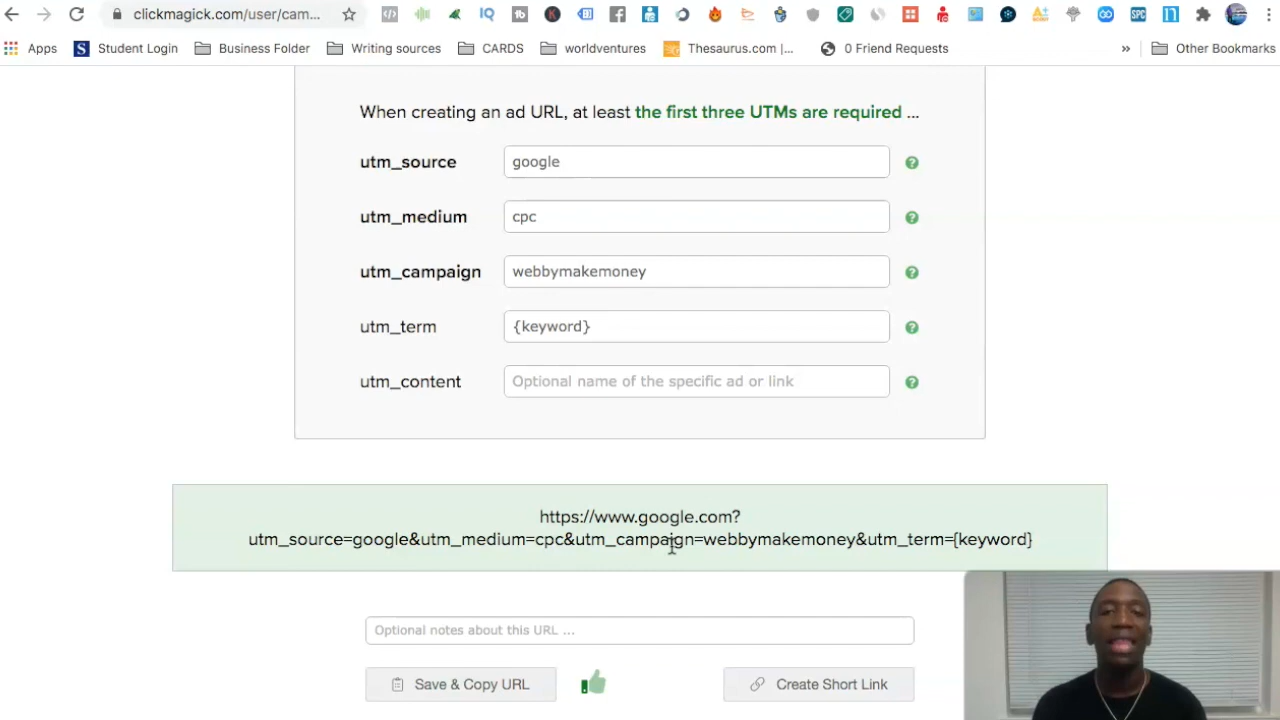 clickmagick.com/user/cam...
Apps
S Student Login
Business Folder
Writing sources
CARDS
worldventures
Thesaurus.com |...
0 Friend Requests
»
Other Bookmarks
When creating an ad URL, at least the first three UTMs are required ...
utm_source google
utm_medium cpc
utm_campaign webbymakemoney
utm_term {keyword}
utm_content Optional name of the specific ad or link
https://www.google.com?
utm_source=google&utm_medium=cpc&utm_campaign=webbymakemoney&utm_term={keyword}
Optional notes about this URL ...
Save & Copy URL
Create Short Link